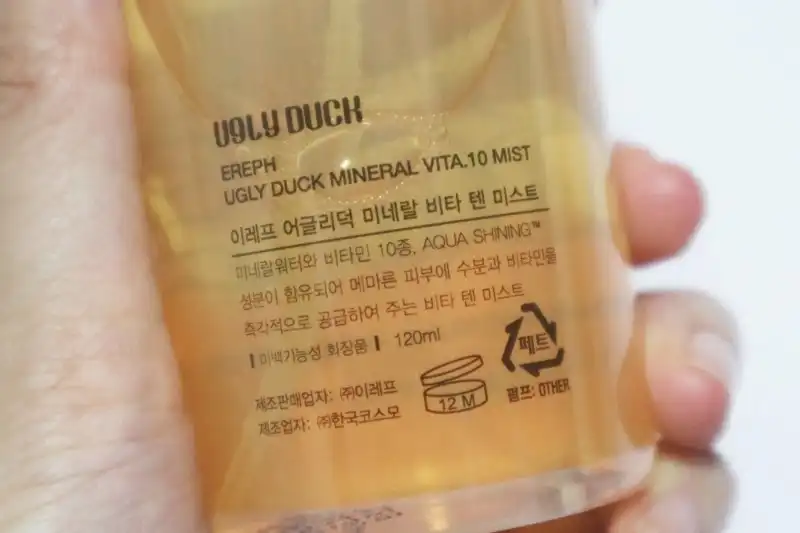 UGLY DUCK
EREPH
UGLY DUCK MINERAL VITA.10 MIST
이레프 어글리덕 미네랄 비타 텐 미스트
미네랄워터와 비타민 10종, AQUA SHINING™
성분이 함유되어 메마른 피부에 수분과 비타민을
즉각적으로 공급하여 주는 비타 텐 미스트
| 미백기능성 화장품 | 120ml
페트
12 M
펌프: OTHER
제조판매업자: ㈜이레프
제조업자: ㈜한국코스모